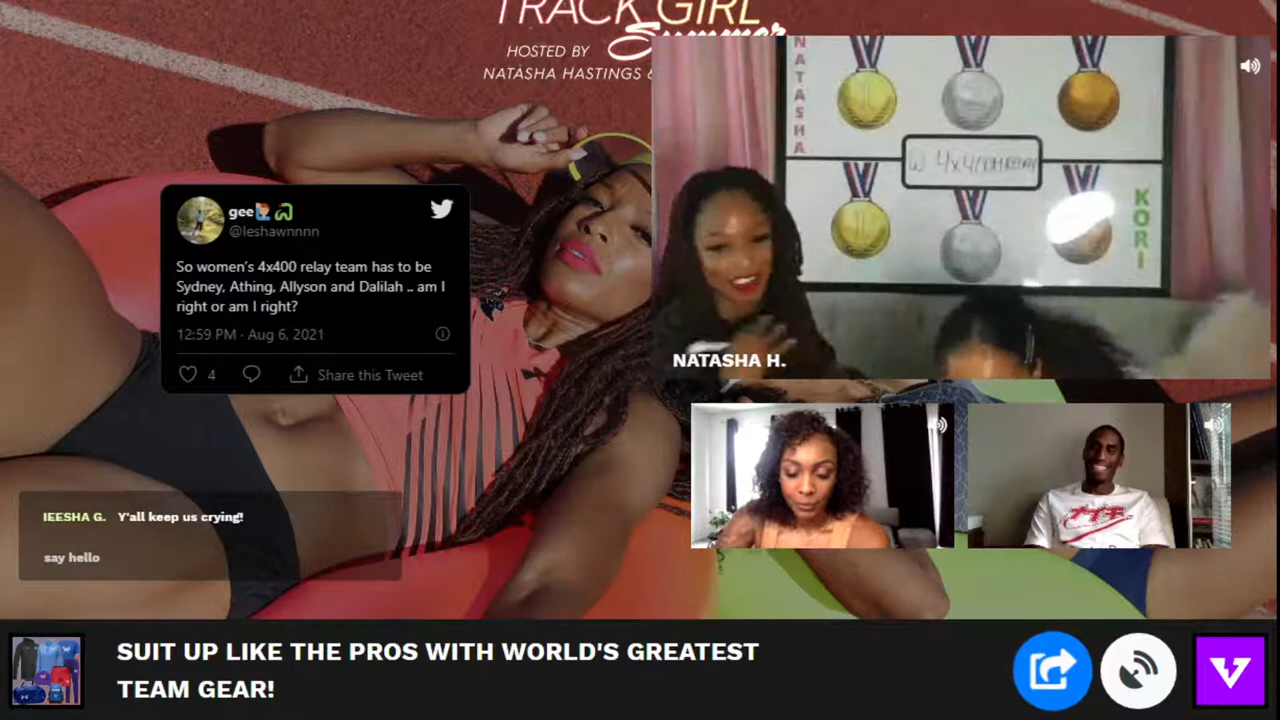 TRACK GIRL
Summer
HOSTED BY
NATASHA HASTINGS &
NATASHA
W 4x4
KORI
NATASHA H.
gee
@leshawnnnn
So women's 4x400 relay team has to be
Sydney, Athing, Allyson and Dalilah .. am I
right or am I right?
12:59 PM · Aug 6, 2021
4
Share this Tweet
IEESHA G. Y'all keep us crying!!
say hello
SUIT UP LIKE THE PROS WITH WORLD'S GREATEST
TEAM GEAR!